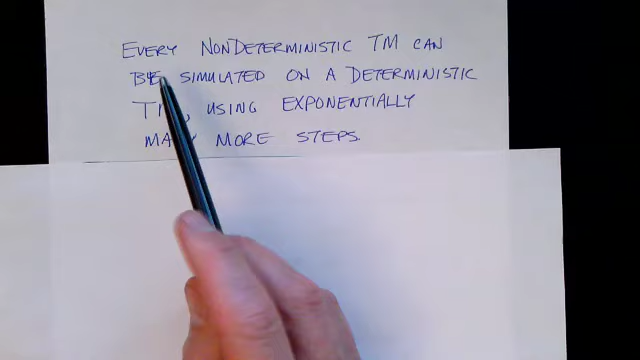 EVERY NONDETERMINISTIC TM CAN
BE SIMULATED ON A DETERMINISTIC
USING EXPONENTIALLY
MORE STEPS.